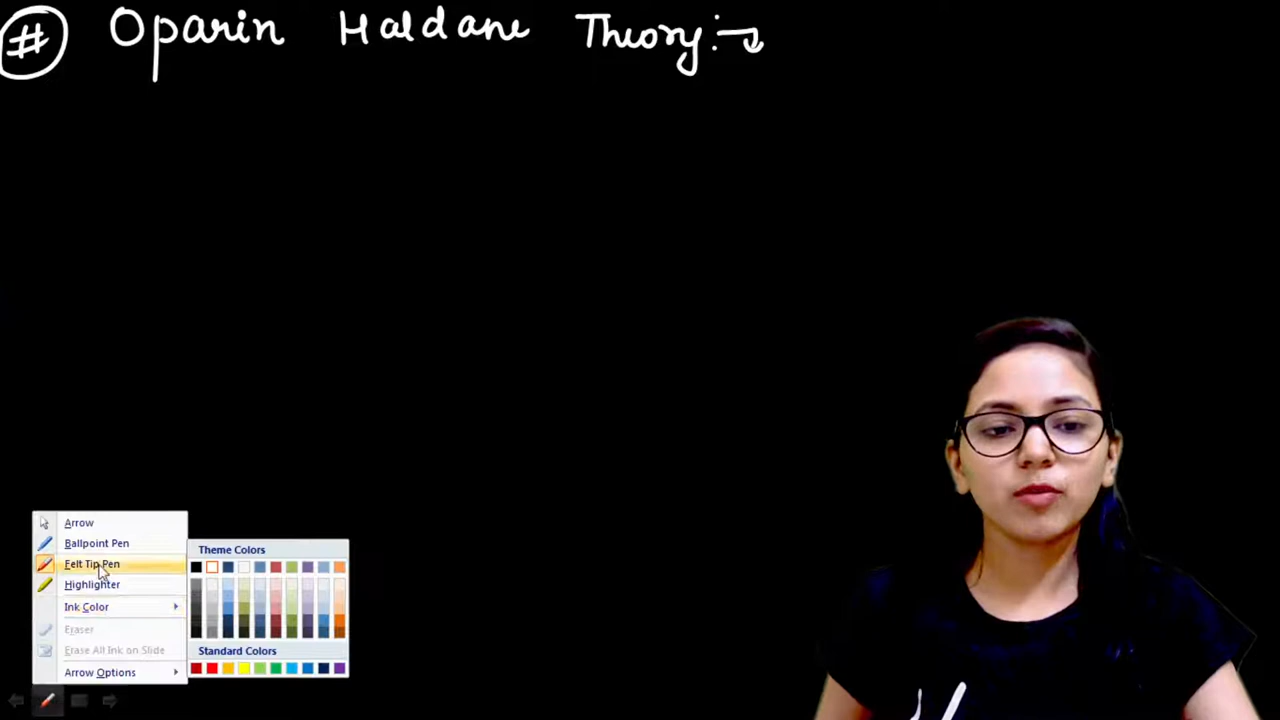 # Oparin Haldane Theory:→
Arrow
Ballpoint Pen
Felt Tip Pen
Highlighter
Ink Color
Eraser
Erase All Ink on Slide
Arrow Options
Theme Colors
Standard Colors